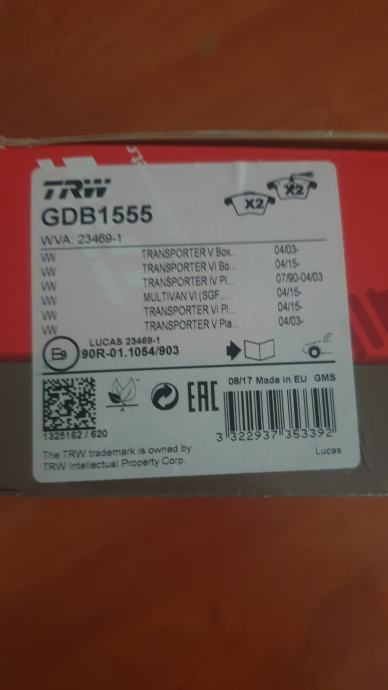 TRW
GDB1555
X2 X2
WVA: 23469-1
VW TRANSPORTER V Box... 04/03-
VW TRANSPORTER VI Bo... 04/15-
VW TRANSPORTER IV Pl... 07/90-04/03
VW MULTIVAN VI (SGF,... 04/15-
VW TRANSPORTER VI Pl... 04/15-
VW TRANSPORTER V Pla... 04/03-
LUCAS 23469-1
E9 90R-01.1054/903
08/17 Made in EU GMS
EAC
1325162 / 620
3 322937 353392
The TRW trademark is owned by
TRW Intellectual Property Corp.
Lucas